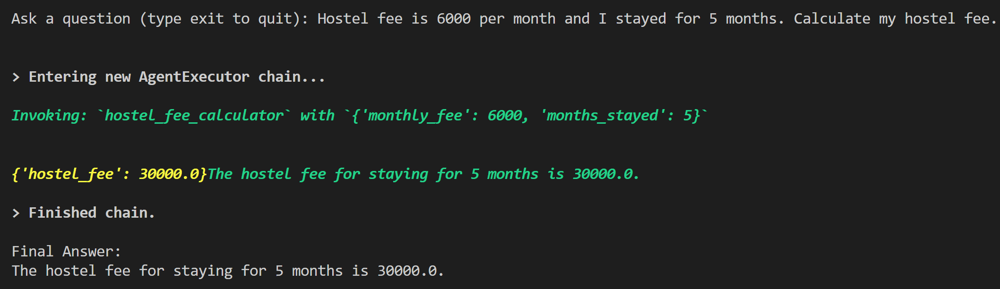 Ask a question (type exit to quit): Hostel fee is 6000 per month and I stayed for 5 months. Calculate my hostel fee.
> Entering new AgentExecutor chain...
Invoking: `hostel_fee_calculator` with `{'monthly_fee': 6000, 'months_stayed': 5}`
{'hostel_fee': 30000.0}The hostel fee for staying for 5 months is 30000.0.
> Finished chain.
Final Answer:
The hostel fee for staying for 5 months is 30000.0.